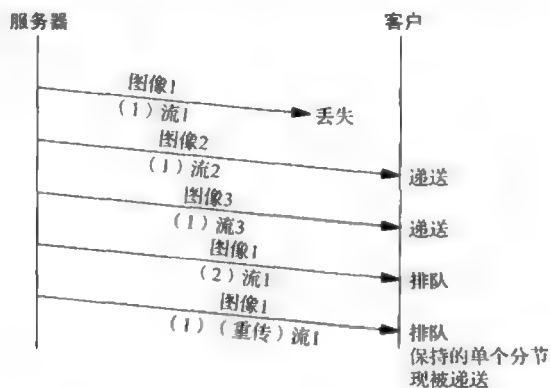 服务器 客户
图像1
(1) 流1
丢失
图像2
(1) 流2
递送
图像3
(1) 流3
递送
图像1
(2) 流1
排队
图像1
(1) (重传) 流1
排队
保持的单个分节
现被递送